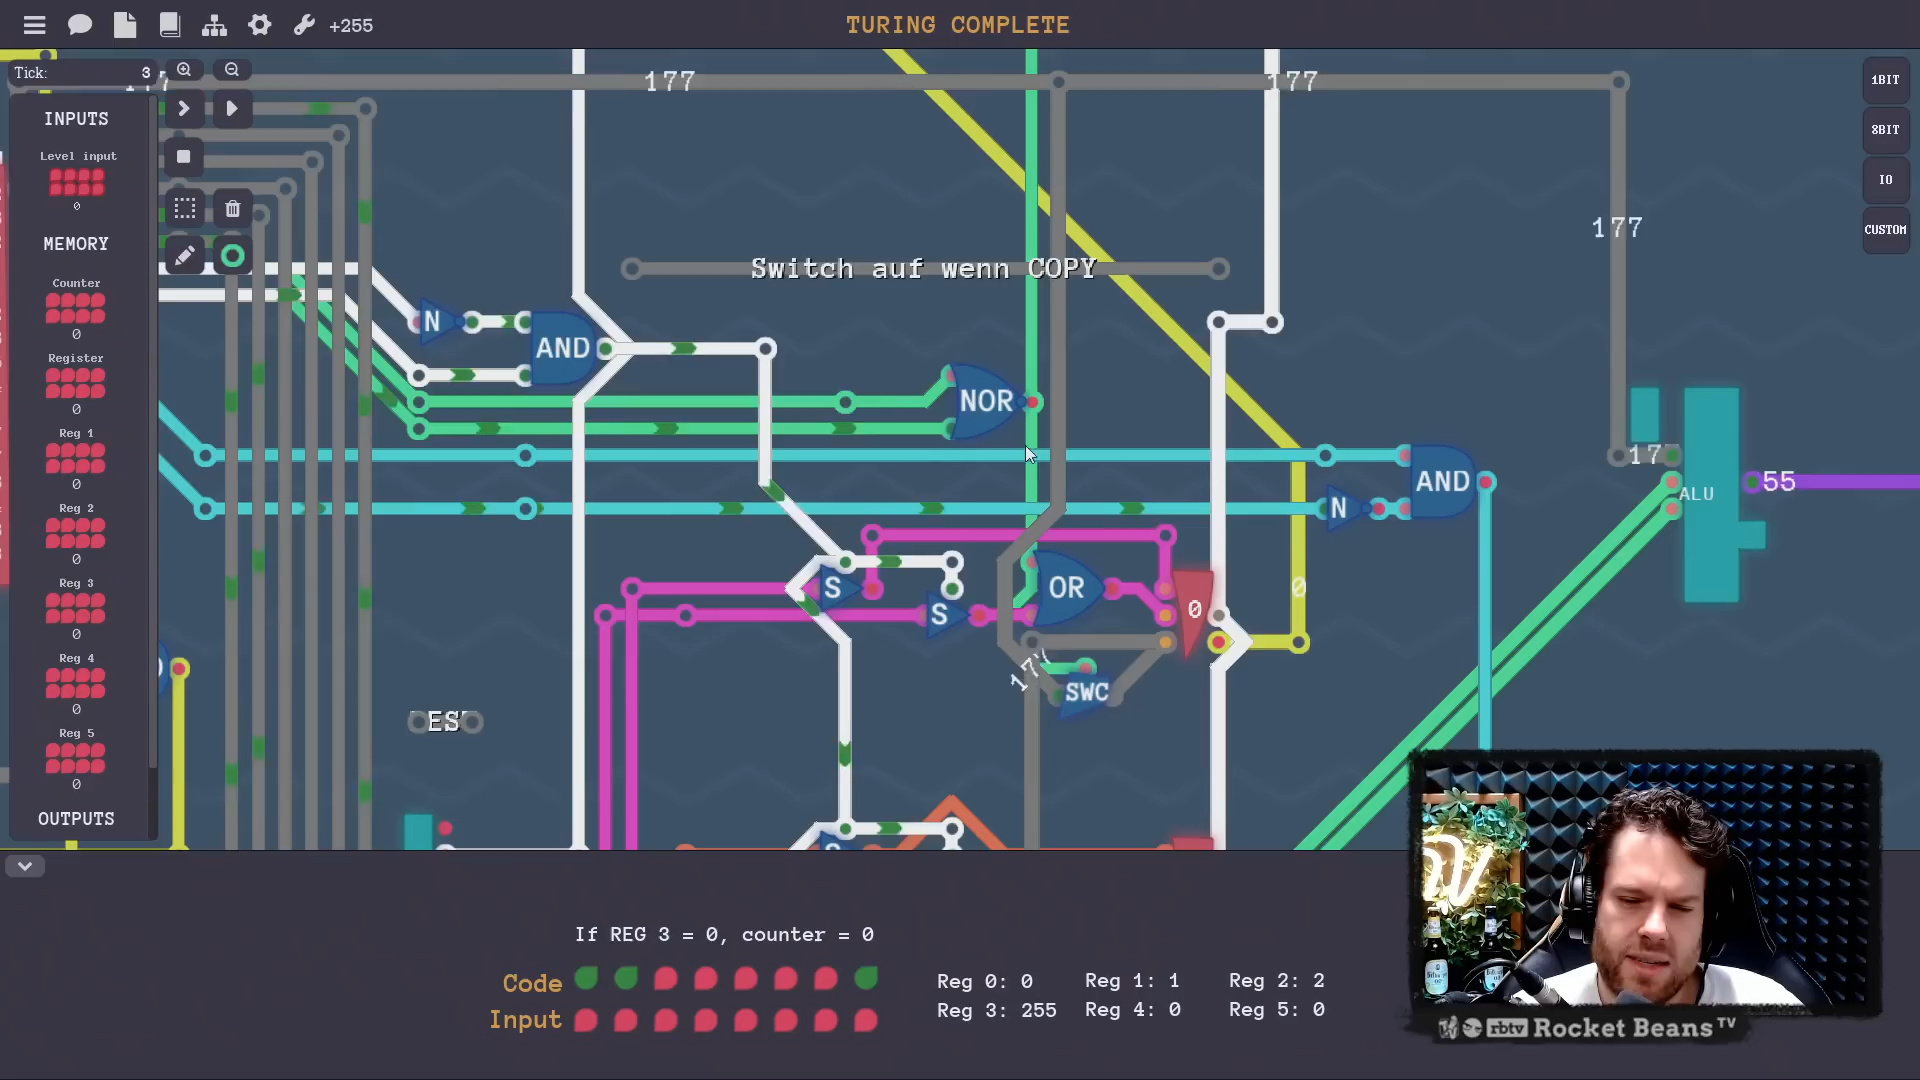 +255
TURING COMPLETE
Tick: 3
177
177
1BIT
8BIT
IO
CUSTOM
INPUTS
Level input
0
MEMORY
Counter
0
Register
0
Reg 1
0
Reg 2
0
Reg 3
0
Reg 4
0
Reg 5
0
OUTPUTS
177
Switch auf wenn COPY
N
AND
NOR
17
55
AND
ALU
N
S
OR
0
0
S
SWC
ES
If REG 3 = 0, counter = 0
Code
Input
Reg 0: 0 Reg 1: 1 Reg 2: 2
Reg 3: 255 Reg 4: 0 Reg 5: 0
rbtv Rocket Beans TV